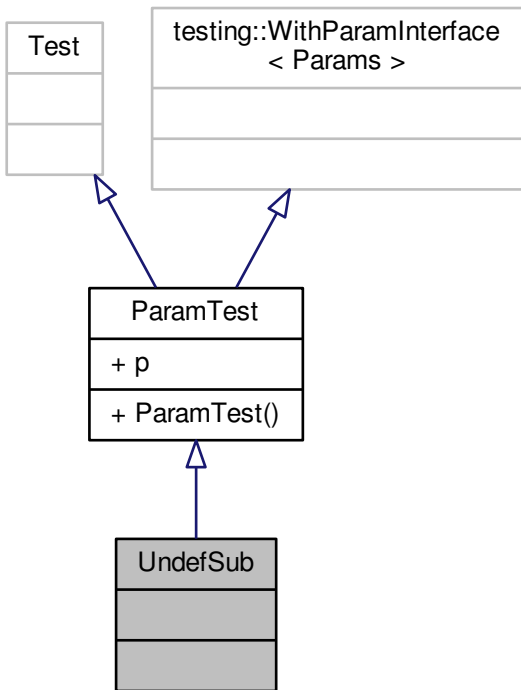 Test
testing::WithParamInterface
< Params >
ParamTest
+ p
+ ParamTest()
UndefSub